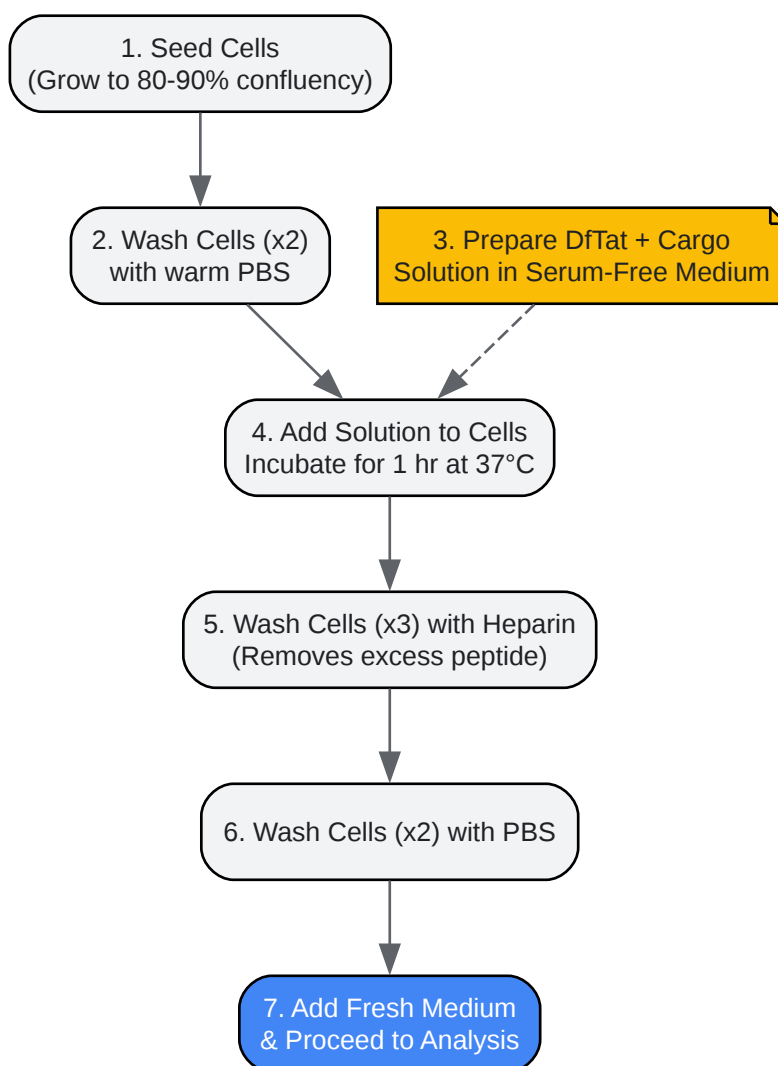 1. Seed Cells
(Grow to 80-90% confluency)
2. Wash Cells (x2)
with warm PBS
3. Prepare DfTat + Cargo
Solution in Serum-Free Medium
4. Add Solution to Cells
Incubate for 1 hr at 37°C
5. Wash Cells (x3) with Heparin
(Removes excess peptide)
6. Wash Cells (x2) with PBS
7. Add Fresh Medium
& Proceed to Analysis